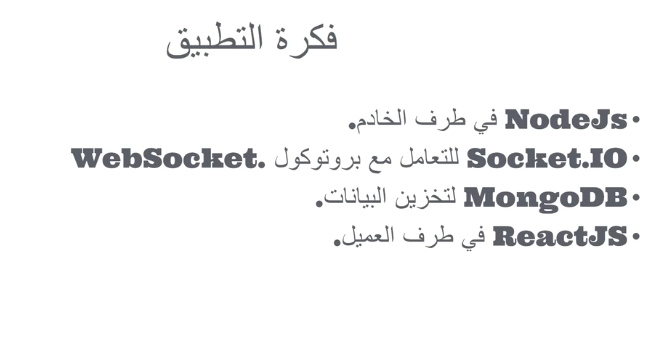 فكرة التطبيق
• NodeJs في طرف الخادم.
• Socket.IO للتعامل مع بروتوكول WebSocket.
• MongoDB لتخزين البيانات.
• ReactJS في طرف العميل.